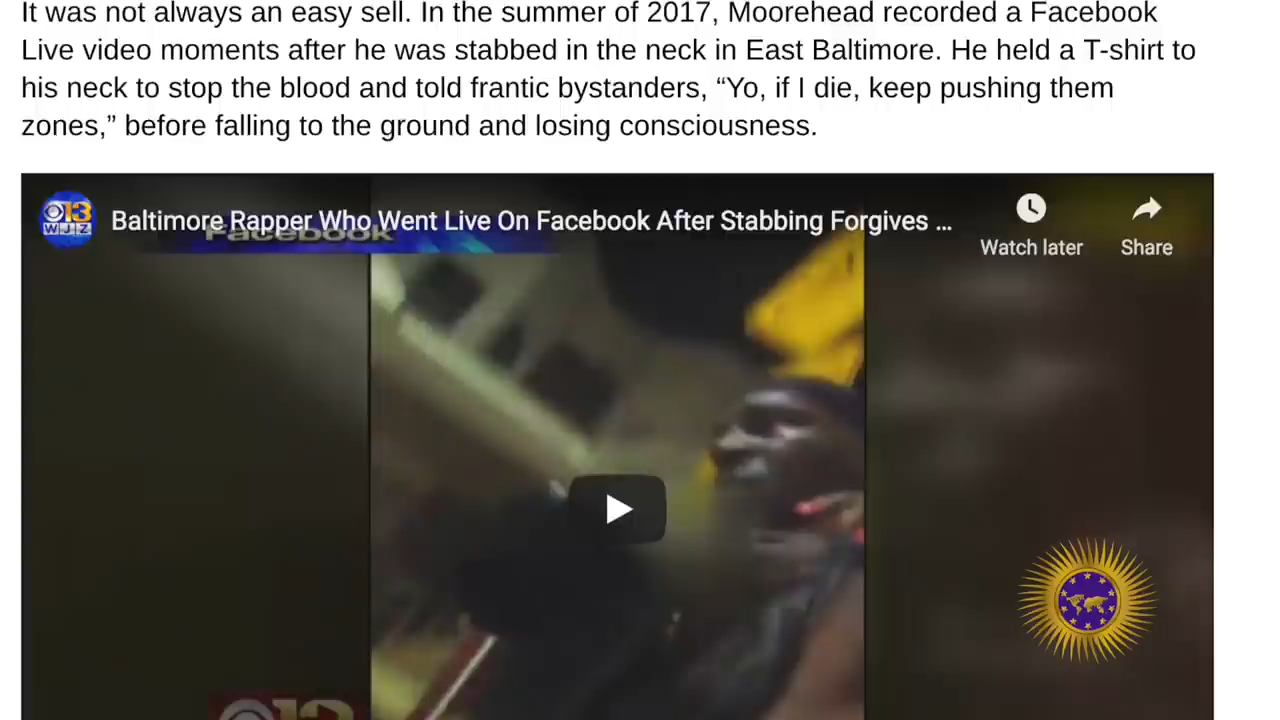 It was not always an easy sell. In the summer of 2017, Moorehead recorded a Facebook
Live video moments after he was stabbed in the neck in East Baltimore. He held a T-shirt to
his neck to stop the blood and told frantic bystanders, “Yo, if I die, keep pushing them
zones,” before falling to the ground and losing consciousness.
13
WJZ
Baltimore Rapper Who Went Live On Facebook After Stabbing Forgives ...
Facebook
Watch later
Share
13